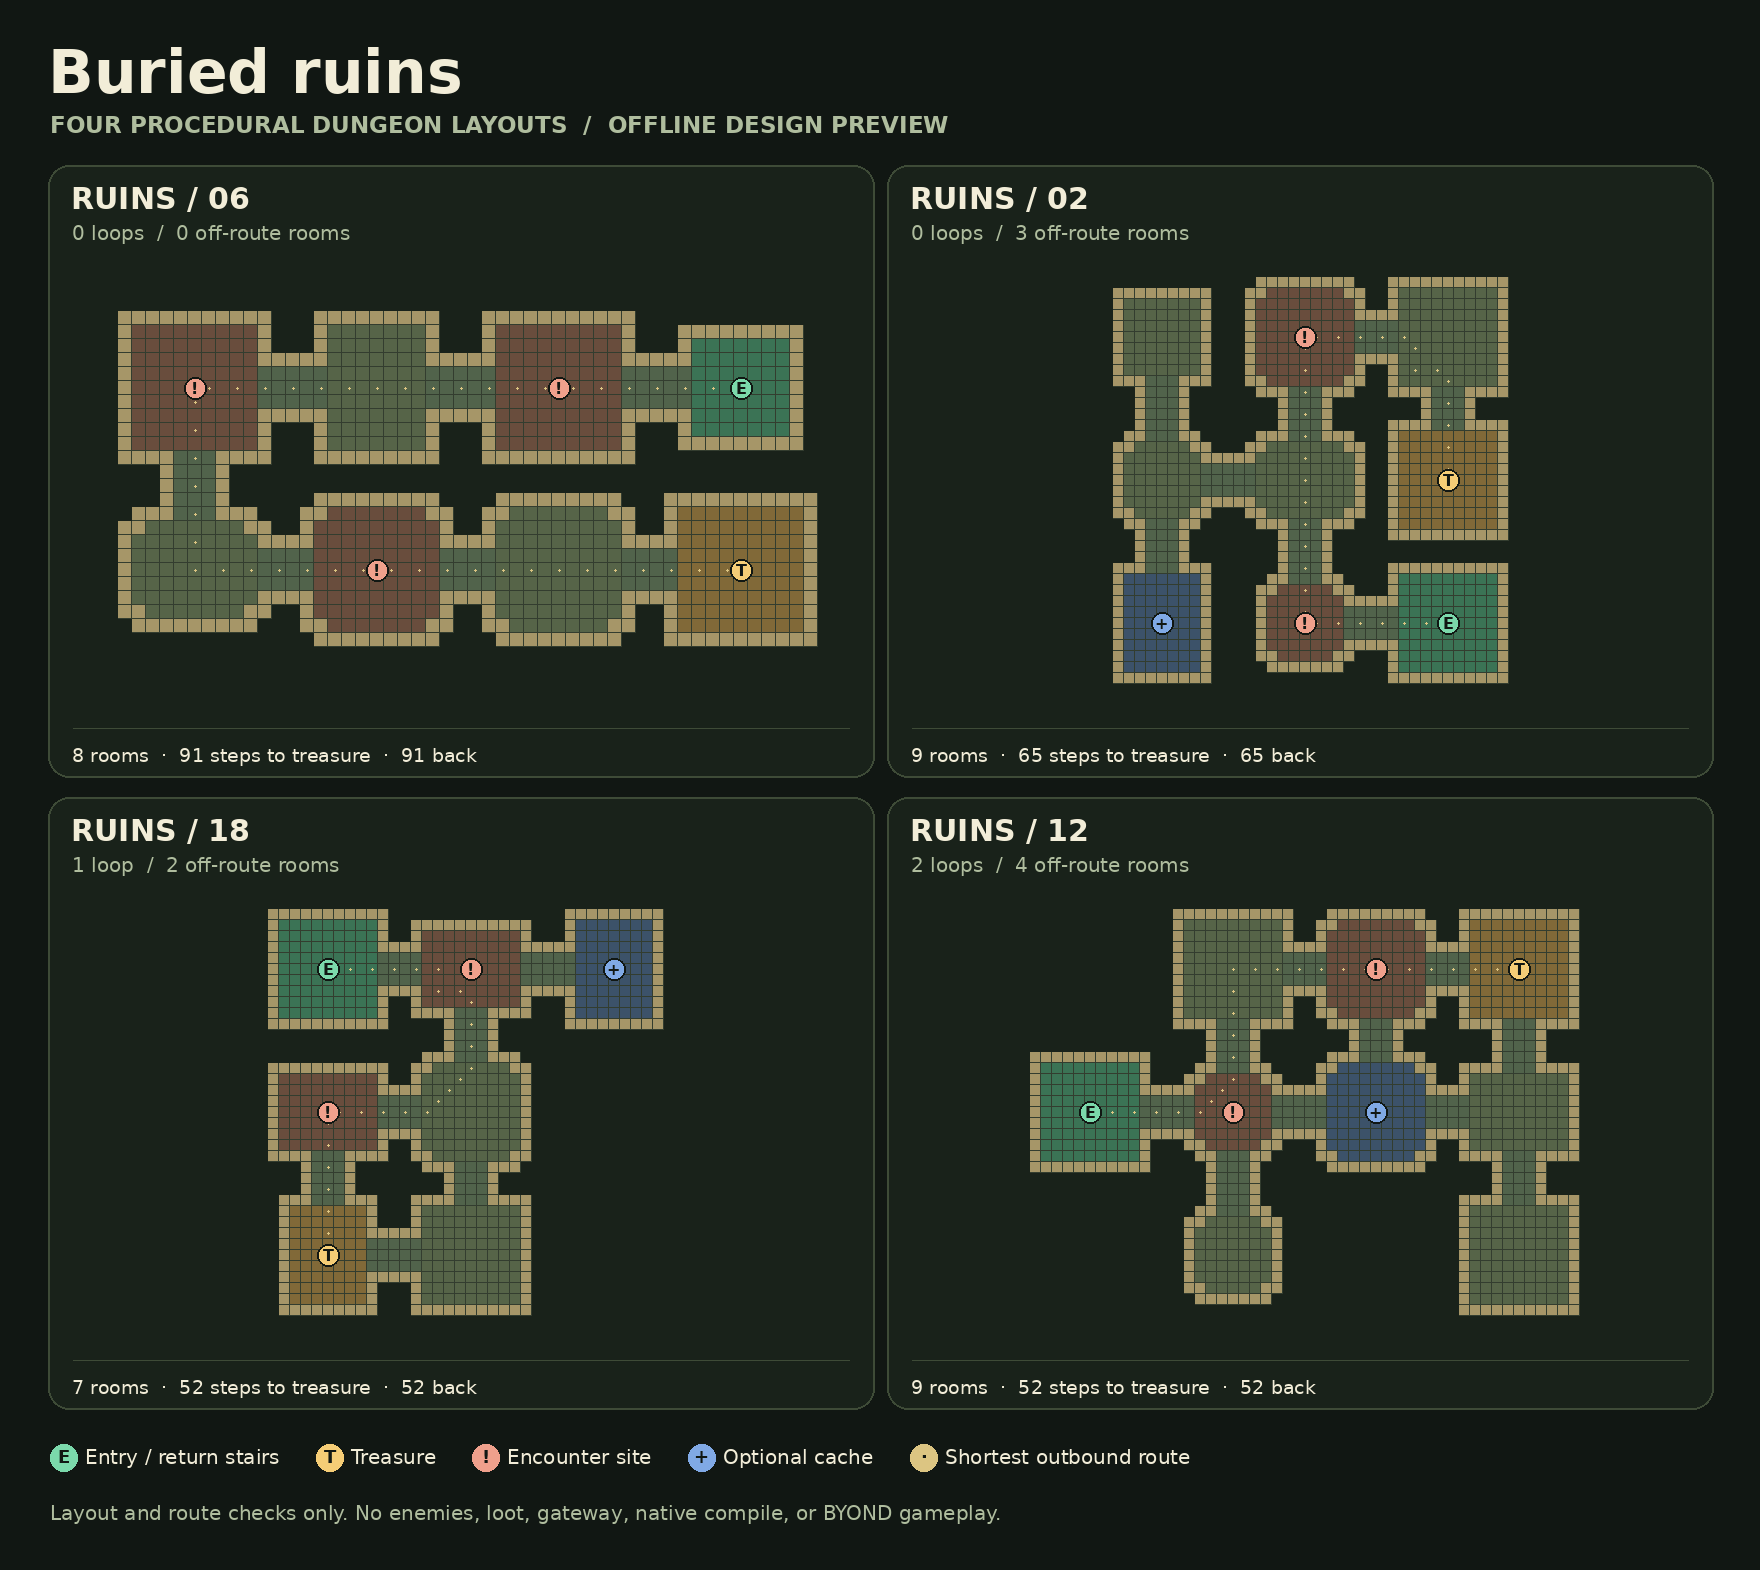 Buried ruins
FOUR PROCEDURAL DUNGEON LAYOUTS / OFFLINE DESIGN PREVIEW
RUINS / 06
0 loops / 0 off-route rooms
! ! E
! T
8 rooms · 91 steps to treasure · 91 back
RUINS / 02
0 loops / 3 off-route rooms
!
T
+ ! E
9 rooms · 65 steps to treasure · 65 back
RUINS / 18
1 loop / 2 off-route rooms
E ! +
!
T
7 rooms · 52 steps to treasure · 52 back
RUINS / 12
2 loops / 4 off-route rooms
! T
E ! +
9 rooms · 52 steps to treasure · 52 back
E Entry / return stairs T Treasure ! Encounter site + Optional cache · Shortest outbound route
Layout and route checks only. No enemies, loot, gateway, native compile, or BYOND gameplay.